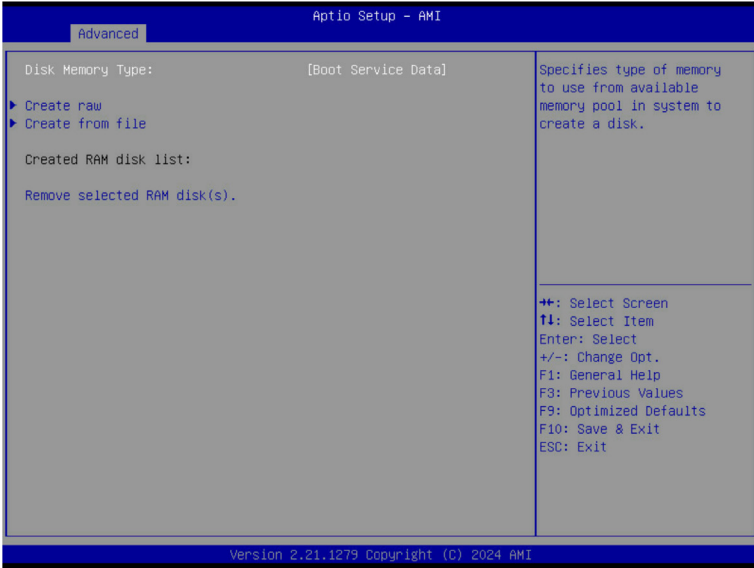 Aptio Setup – AMI
Advanced
Disk Memory Type: [Boot Service Data]
Create raw
Create from file
Created RAM disk list:
Remove selected RAM disk(s).
Specifies type of memory
to use from available
memory pool in system to
create a disk.
→←: Select Screen
↑↓: Select Item
Enter: Select
+/-: Change Opt.
F1: General Help
F3: Previous Values
F9: Optimized Defaults
F10: Save & Exit
ESC: Exit
Version 2.21.1279 Copyright (C) 2024 AMI